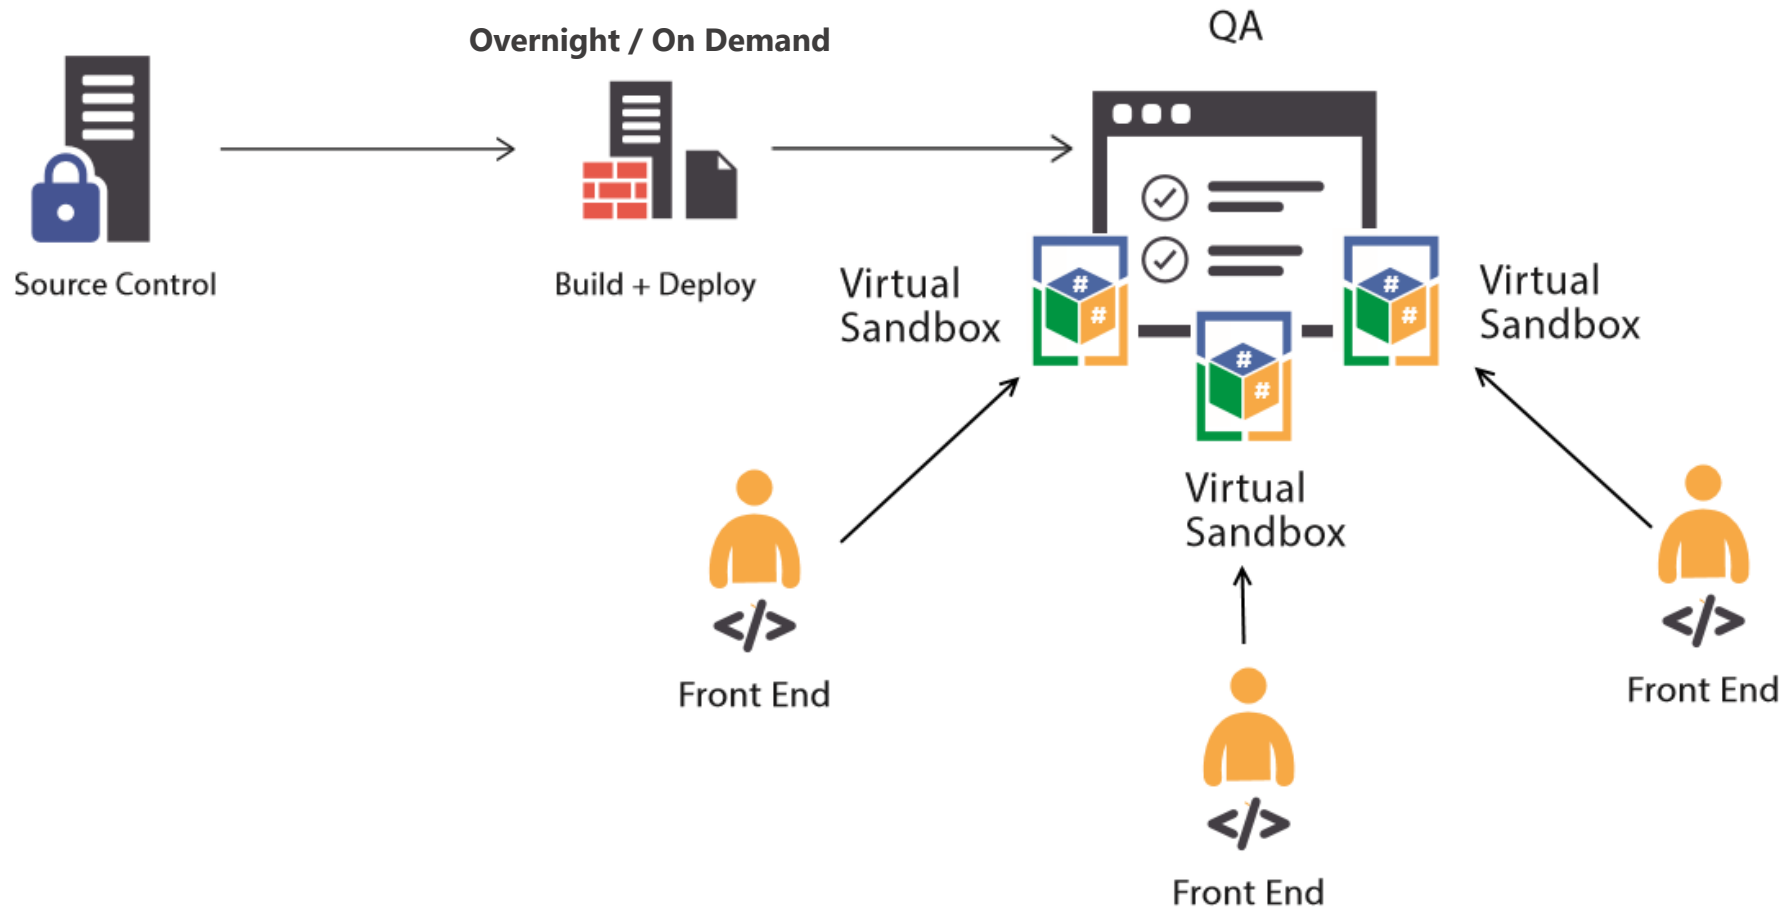 Overnight / On Demand
QA
Source Control
Build + Deploy
Virtual
Sandbox
#
#
#
#
#
#
Virtual
Sandbox
Virtual
Sandbox
</>
Front End
</>
Front End
</>
Front End